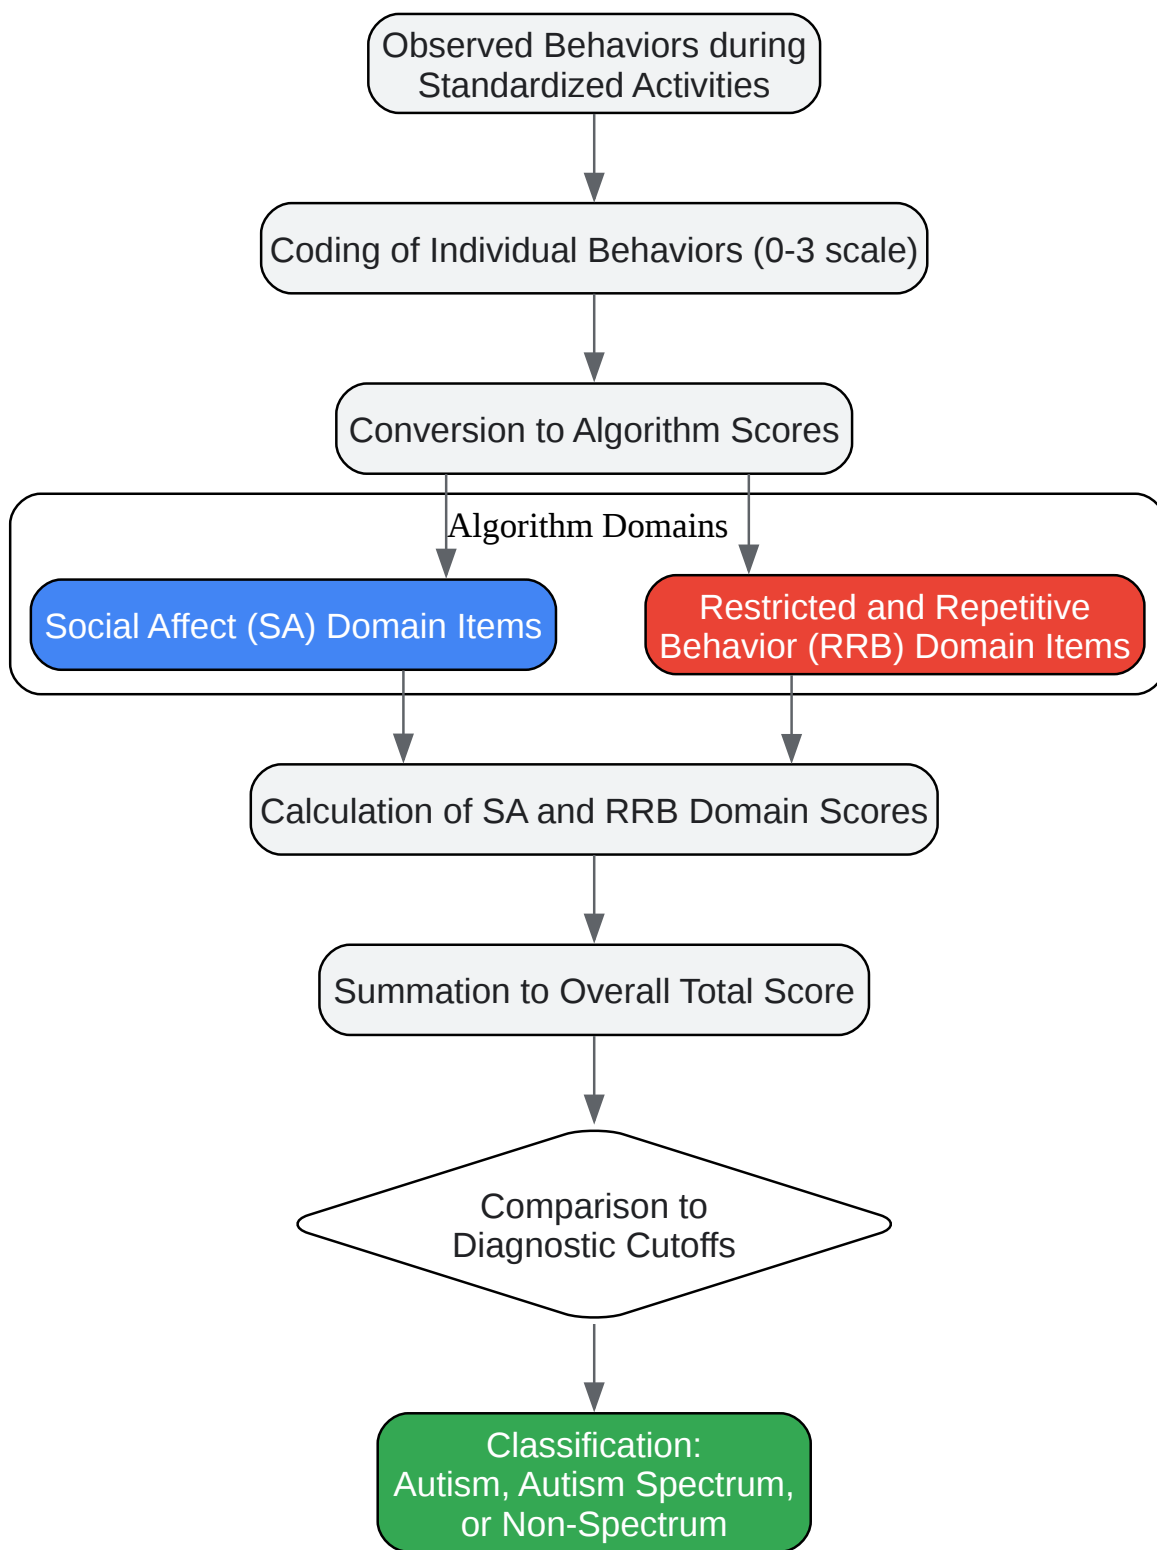 Observed Behaviors during
Standardized Activities
Coding of Individual Behaviors (0-3 scale)
Conversion to Algorithm Scores
Algorithm Domains
Social Affect (SA) Domain Items
Restricted and Repetitive
Behavior (RRB) Domain Items
Calculation of SA and RRB Domain Scores
Summation to Overall Total Score
Comparison to
Diagnostic Cutoffs
Classification:
Autism, Autism Spectrum,
or Non-Spectrum